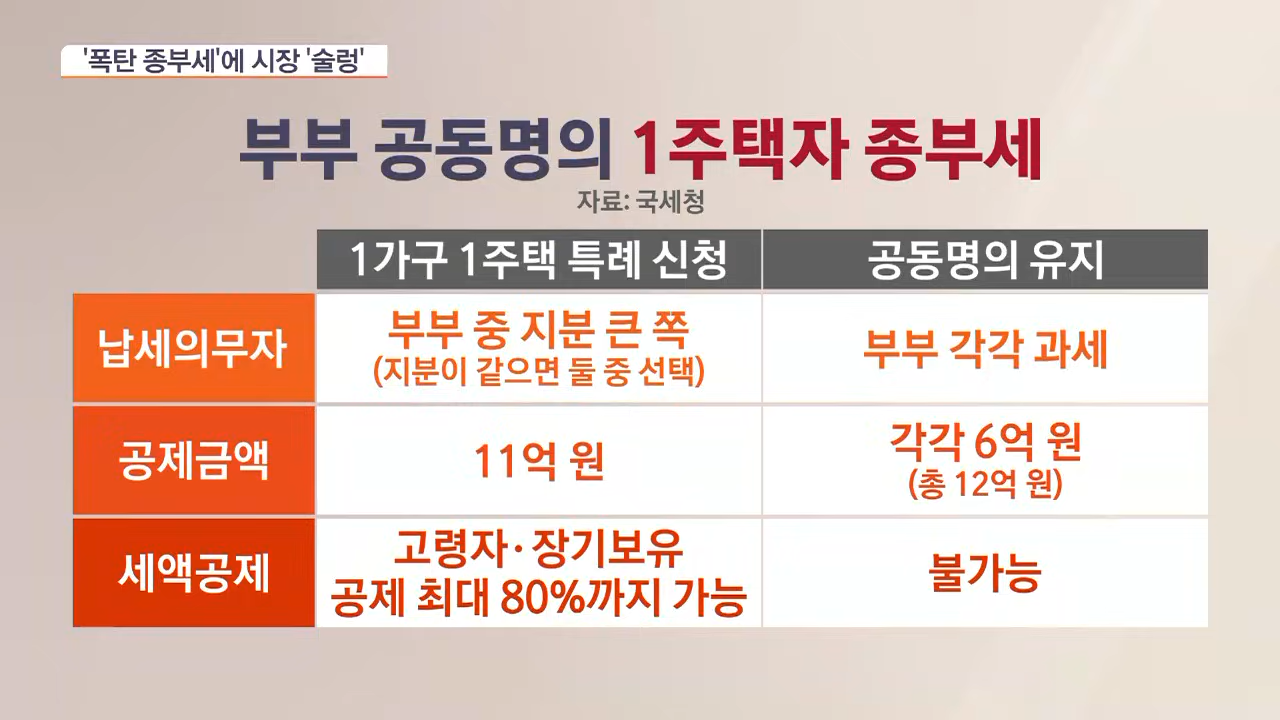 '폭탄 종부세'에 시장 '술렁'
부부 공동명의 1주택자 종부세
자료: 국세청
1가구 1주택 특례 신청
공동명의 유지
납세의무자
부부 중 지분 큰 쪽
(지분이 같으면 둘 중 선택)
부부 각각 과세
공제금액
11억 원
각각 6억 원
(총 12억 원)
세액공제
고령자·장기보유
공제 최대 80%까지 가능
불가능